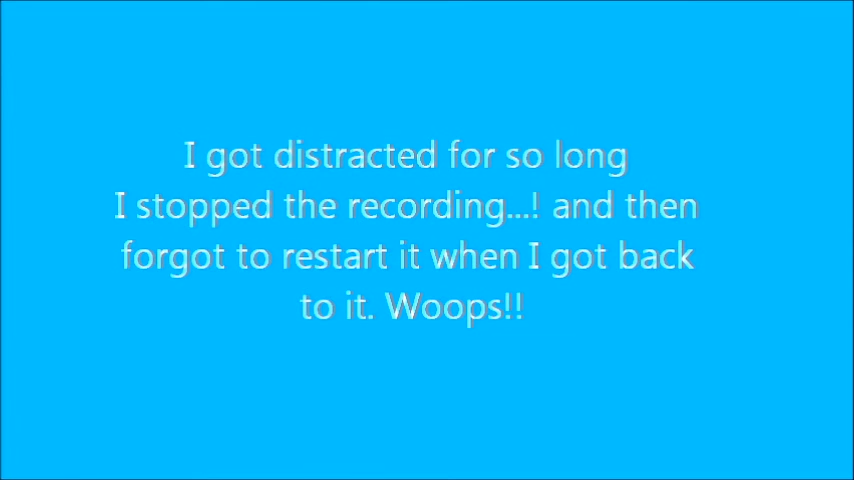 I got distracted for so long
I stopped the recording...! and then
forgot to restart it when I got back
to it. Woops!!